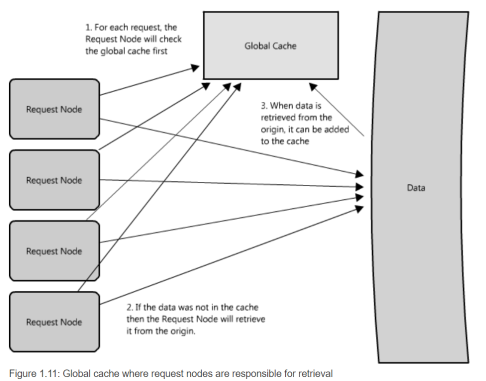 1. For each request, the
Request Node will check
the global cache first
Global Cache
Request Node
3. When data is
retrieved from the
origin, it can be added
to the cache
Request Node
Data
Request Node
2. If the data was not in the cache
then the Request Node will retrieve
it from the origin.
Request Node
Figure 1.11: Global cache where request nodes are responsible for retrieval